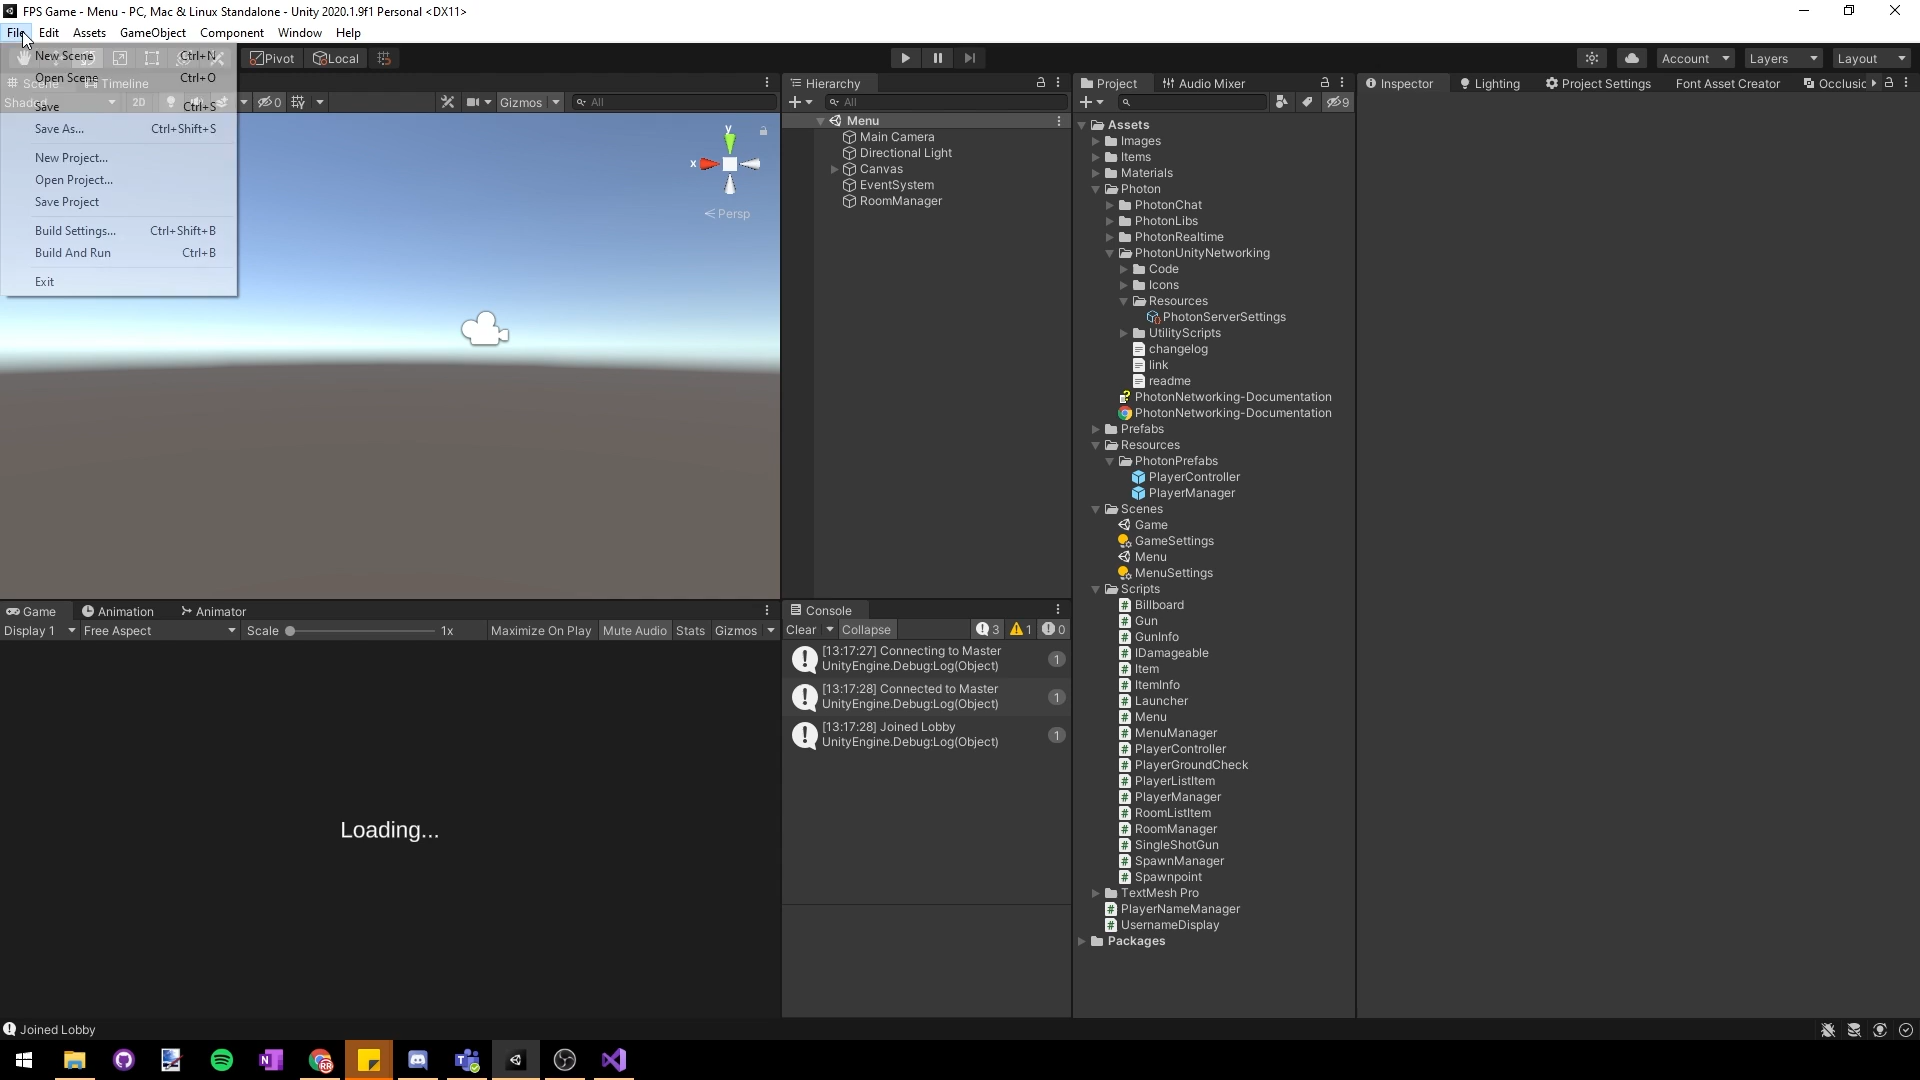 FPS Game - Menu - PC, Mac & Linux Standalone - Unity 2020.1.9f1 Personal <DX11>
File Edit Assets GameObject Component Window Help
New Scene Ctrl+N
Open Scene Ctrl+O
Save Ctrl+S
Save As... Ctrl+Shift+S
New Project...
Open Project...
Save Project
Build Settings... Ctrl+Shift+B
Build And Run Ctrl+B
Exit
Pivot Local
Account Layers Layout
Scene Timeline
Shaded 2D 0 Gizmos All
y
x
Persp
Hierarchy
All
Menu
Main Camera
Directional Light
Canvas
EventSystem
RoomManager
Game Animation Animator
Display 1 Free Aspect Scale 1x Maximize On Play Mute Audio Stats Gizmos
Loading...
Console
Clear Collapse 3 1 0
[13:17:27] Connecting to Master
UnityEngine.Debug:Log(Object)
1
[13:17:28] Connected to Master
UnityEngine.Debug:Log(Object)
1
[13:17:28] Joined Lobby
UnityEngine.Debug:Log(Object)
1
Project Audio Mixer
9
Assets
Images
Items
Materials
Photon
PhotonChat
PhotonLibs
PhotonRealtime
PhotonUnityNetworking
Code
Icons
Resources
PhotonServerSettings
UtilityScripts
changelog
link
readme
PhotonNetworking-Documentation
PhotonNetworking-Documentation
Prefabs
Resources
PhotonPrefabs
PlayerController
PlayerManager
Scenes
Game
GameSettings
Menu
MenuSettings
Scripts
Billboard
Gun
GunInfo
IDamageable
Item
ItemInfo
Launcher
Menu
MenuManager
PlayerController
PlayerGroundCheck
PlayerListItem
PlayerManager
RoomListItem
RoomManager
SingleShotGun
SpawnManager
Spawnpoint
TextMesh Pro
PlayerNameManager
UsernameDisplay
Packages
Inspector Lighting Project Settings Font Asset Creator Occlusic
Joined Lobby